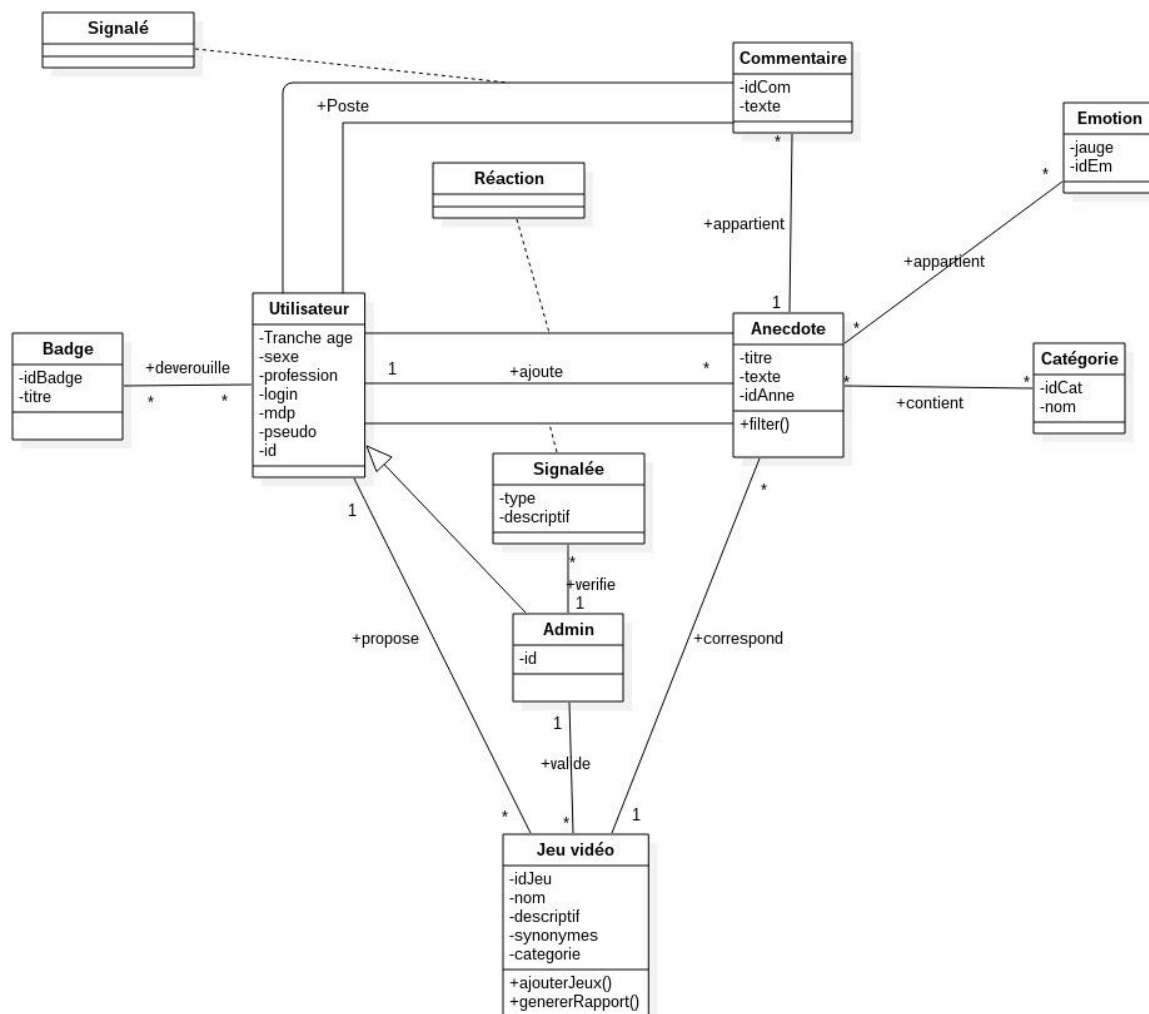 Signalé
Commentaire
-idCom
-texte
+Poste
Emotion
-jauge
-idEm
*
*
Réaction
+appartient
+appartient
1
*
Utilisateur
-Tranche age
-sexe
-profession
-login
-mdp
-pseudo
-id
Badge
-idBadge
-titre
+deverouille
*
*
1
+ajoute
*
Anecdote
-titre
-texte
-idAnne
+filter()
*
*
+contient
Catégorie
-idCat
-nom
Signalée
-type
-descriptif
*
+verifie
1
1
*
Admin
-id
+propose
+correspond
1
+valide
*
*
1
Jeu vidéo
-idJeu
-nom
-descriptif
-synonymes
-categorie
+ajouterJeux()
+genererRapport()